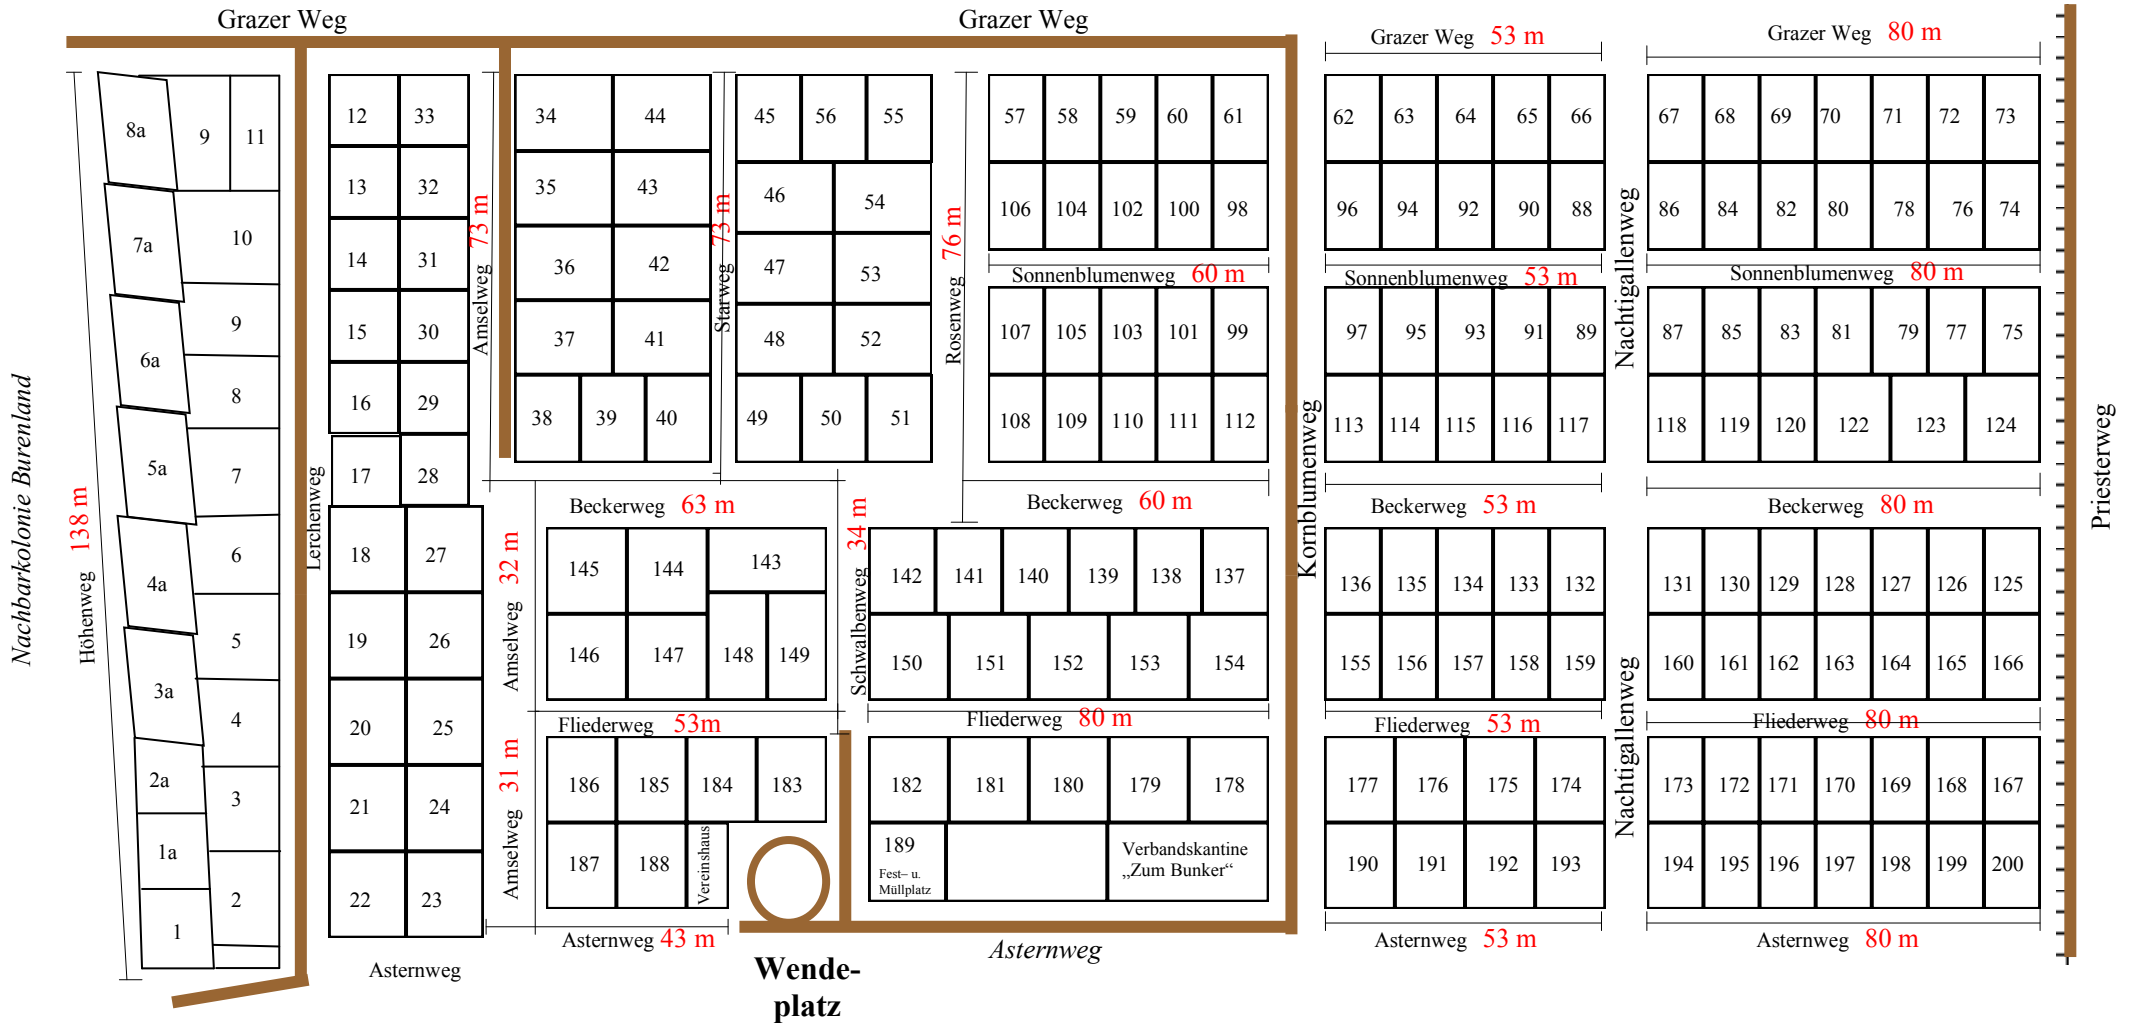 Grazer Weg
Grazer Weg
Grazer Weg 53 m
Grazer Weg 80 m
8a 9 11
12 33
34 44
45 56 55
57 58 59 60 61
62 63 64 65 66
67 68 69 70 71 72 73
13 32
35 43
46 54
106 104 102 100 98
96 94 92 90 88
86 84 82 80 78 76 74
7a 10
14 31
36 42
47 53
Sonnenblumenweg 60 m
Sonnenblumenweg 53 m
Sonnenblumenweg 80 m
6a 9
15 30
37 41
48 52
107 105 103 101 99
97 95 93 91 89
87 85 83 81 79 77 75
8
16 29
38 39 40
49 50 51
108 109 110 111 112
113 114 115 116 117
118 119 120 122 123 124
5a 7
17 28
Amselweg 73 m
Starweg 73 m
Rosenweg 76 m
Nachtigallenweg
Kornblumenweg
Priesterweg
Nachbarkolonie Burenland
Höhenweg 138 m
Lerchenweg
Beckerweg 63 m
Beckerweg 60 m
Beckerweg 53 m
Beckerweg 80 m
4a 6
18 27
Amselweg 32 m
145 144 143
Schwalbenweg 34 m
142 141 140 139 138 137
136 135 134 133 132
131 130 129 128 127 126 125
3a 5
19 26
146 147 148 149
150 151 152 153 154
155 156 157 158 159
160 161 162 163 164 165 166
4
20 25
Fliederweg 53m
Fliederweg 80 m
Fliederweg 53 m
Fliederweg 80 m
Nachtigallenweg
2a 3
21 24
Amselweg 31 m
186 185 184 183
182 181 180 179 178
177 176 175 174
173 172 171 170 169 168 167
1a 2
22 23
187 188 Vereinshaus
189
Fest– u.
Müllplatz
Verbandskantine
„Zum Bunker“
190 191 192 193
194 195 196 197 198 199 200
1
Asternweg
Asternweg 43 m
Asternweg
Asternweg 53 m
Asternweg 80 m
Wende-
platz